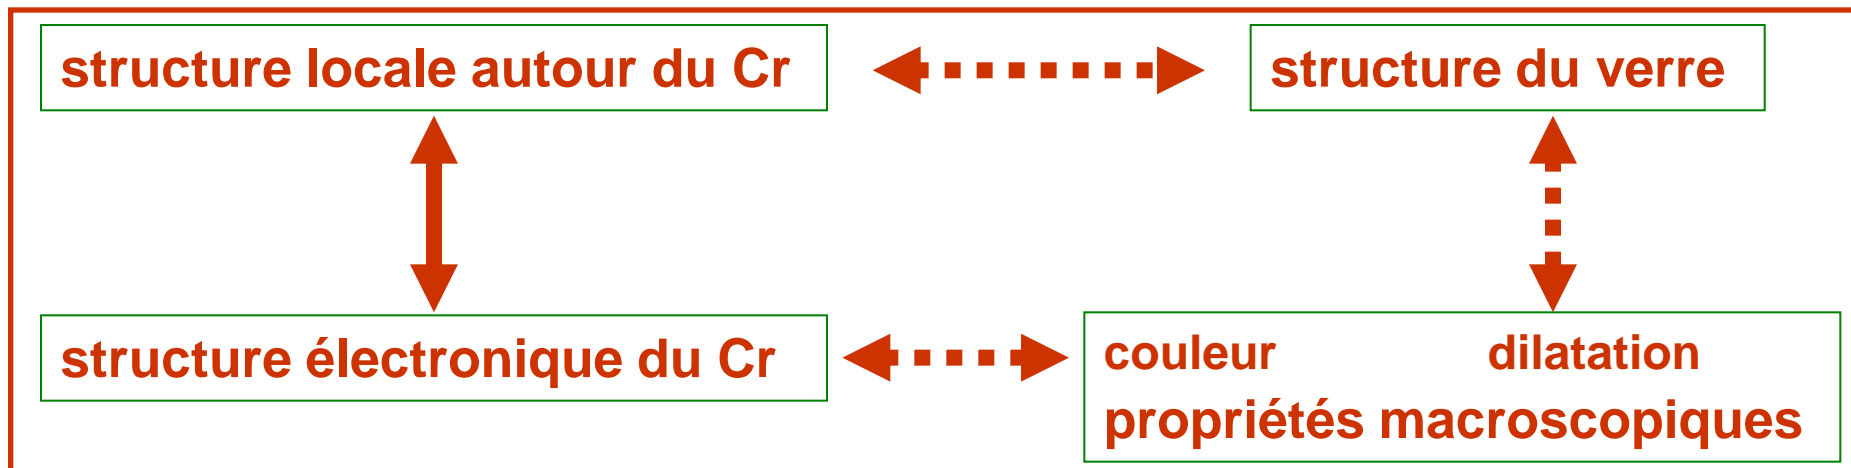 structure locale autour du Cr
structure du verre
structure électronique du Cr
couleur dilatation
propriétés macroscopiques